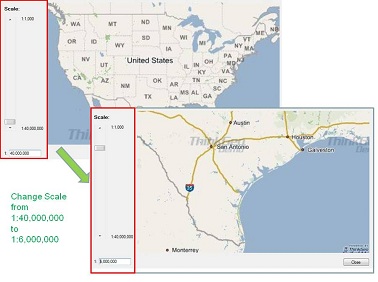 Scale:
1:1,000
1:40,000,000
1: 40,000,000
WA
MT
ND
MN
OR
ID
SD
WI
WY
United States
IA
NE
IL
IN
OH
UT
CO
KS
MO
KY
CA
AZ
NM
OK
AR
TN
TX
LA
MS
AL
GA
SC
NC
ME
Scale:
1:1,000
1:40,000,000
1: 6,000,000
Austin
Houston
San Antonio
Galveston
35
Monterrey
Close
Change Scale
from
1:40,000,000
to
1:6,000,000